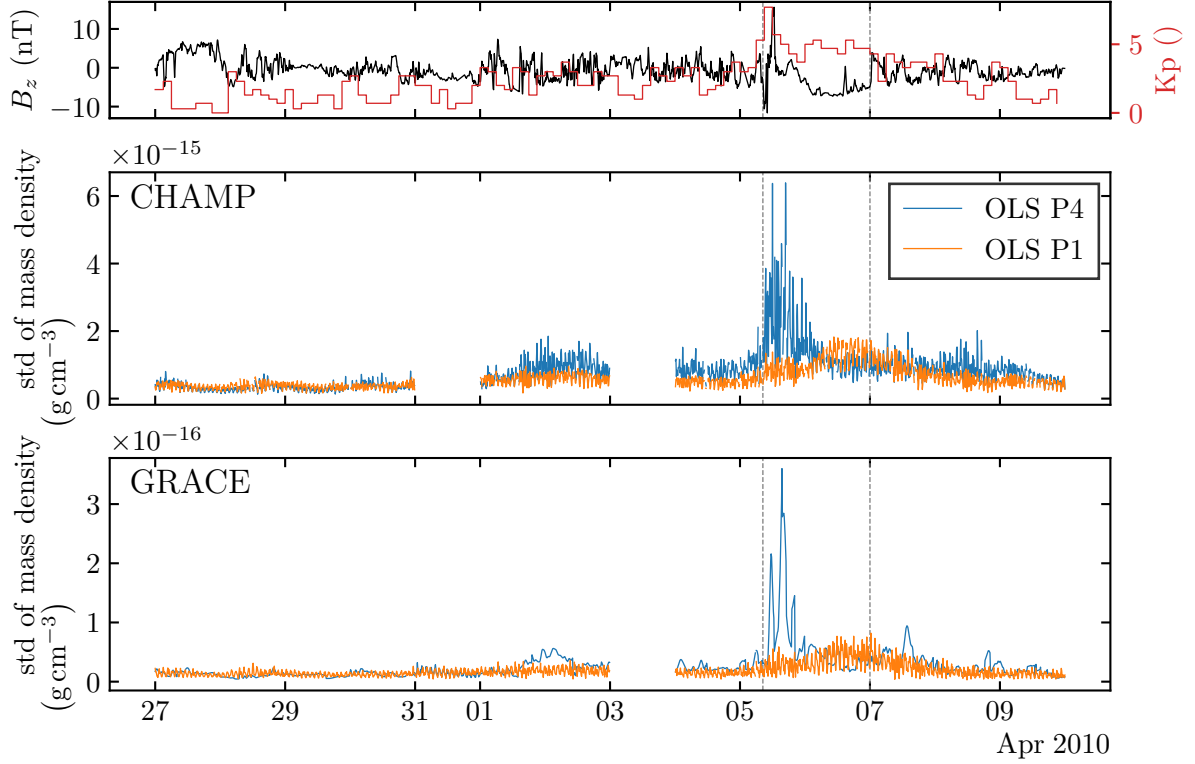 B_z (nT)
10
0
−10
5
0
Kp ()
×10⁻¹⁵
CHAMP
OLS P4
OLS P1
std of mass density
(g cm⁻³)
6
4
2
0
×10⁻¹⁶
GRACE
std of mass density
(g cm⁻³)
3
2
1
0
27 29 31 01 03 05 07 09
Apr 2010